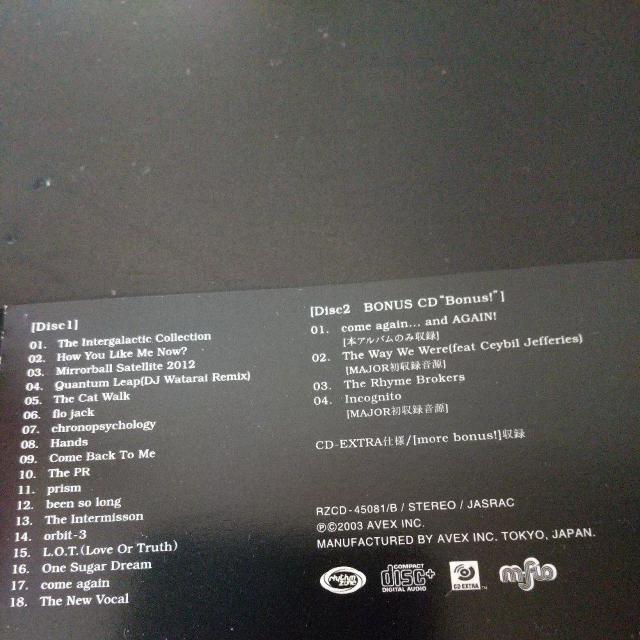 [Disc1]
01. The Intergalactic Collection
02. How You Like Me Now?
03. Mirrorball Satellite 2012
04. Quantum Leap(DJ Watarai Remix)
05. The Cat Walk
06. flo jack
07. chronopsychology
08. Hands
09. Come Back To Me
10. The PR
11. prism
12. been so long
13. The Intermisson
14. orbit-3
15. L.O.T.(Love Or Truth)
16. One Sugar Dream
17. come again
18. The New Vocal
[Disc2 BONUS CD "Bonus!"]
01. come again... and AGAIN!
[本アルバムのみ収録]
02. The Way We Were(feat Ceybil Jefferies)
[MAJOR初収録音源]
03. The Rhyme Brokers
04. Incognito
[MAJOR初収録音源]
CD-EXTRA仕様/[more bonus!]収録
RZCD-45081/B / STEREO / JASRAC
℗©2003 AVEX INC.
MANUFACTURED BY AVEX INC. TOKYO, JAPAN.
rhythm zone
COMPACT disc+ DIGITAL AUDIO
CD EXTRA
m-flo